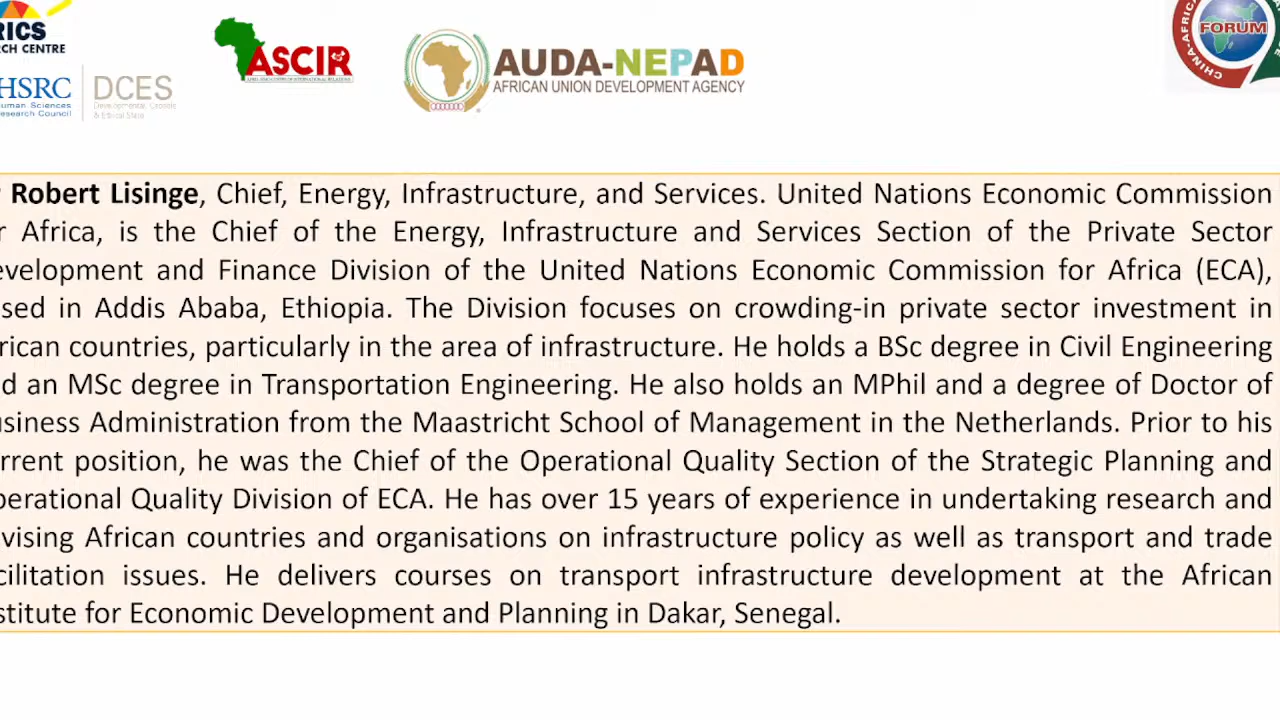 RICS
RCH CENTRE
HSRC
uman Sciences
esearch Council
DCES
Developmental, Capable
& Ethical State
ASCIR
AUDA-NEPAD
AFRICAN UNION DEVELOPMENT AGENCY
CHINA-AFRICA
FORUM
r Robert Lisinge, Chief, Energy, Infrastructure, and Services. United Nations Economic Commission
r Africa, is the Chief of the Energy, Infrastructure and Services Section of the Private Sector
evelopment and Finance Division of the United Nations Economic Commission for Africa (ECA),
sed in Addis Ababa, Ethiopia. The Division focuses on crowding-in private sector investment in
rican countries, particularly in the area of infrastructure. He holds a BSc degree in Civil Engineering
d an MSc degree in Transportation Engineering. He also holds an MPhil and a degree of Doctor of
usiness Administration from the Maastricht School of Management in the Netherlands. Prior to his
rrent position, he was the Chief of the Operational Quality Section of the Strategic Planning and
perational Quality Division of ECA. He has over 15 years of experience in undertaking research and
vising African countries and organisations on infrastructure policy as well as transport and trade
cilitation issues. He delivers courses on transport infrastructure development at the African
stitute for Economic Development and Planning in Dakar, Senegal.